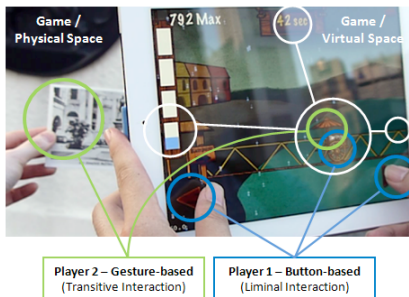 Game /
Physical Space
792 Max
42 sec
Game /
Virtual Space
Player 2 – Gesture-based
(Transitive Interaction)
Player 1 – Button-based
(Liminal Interaction)